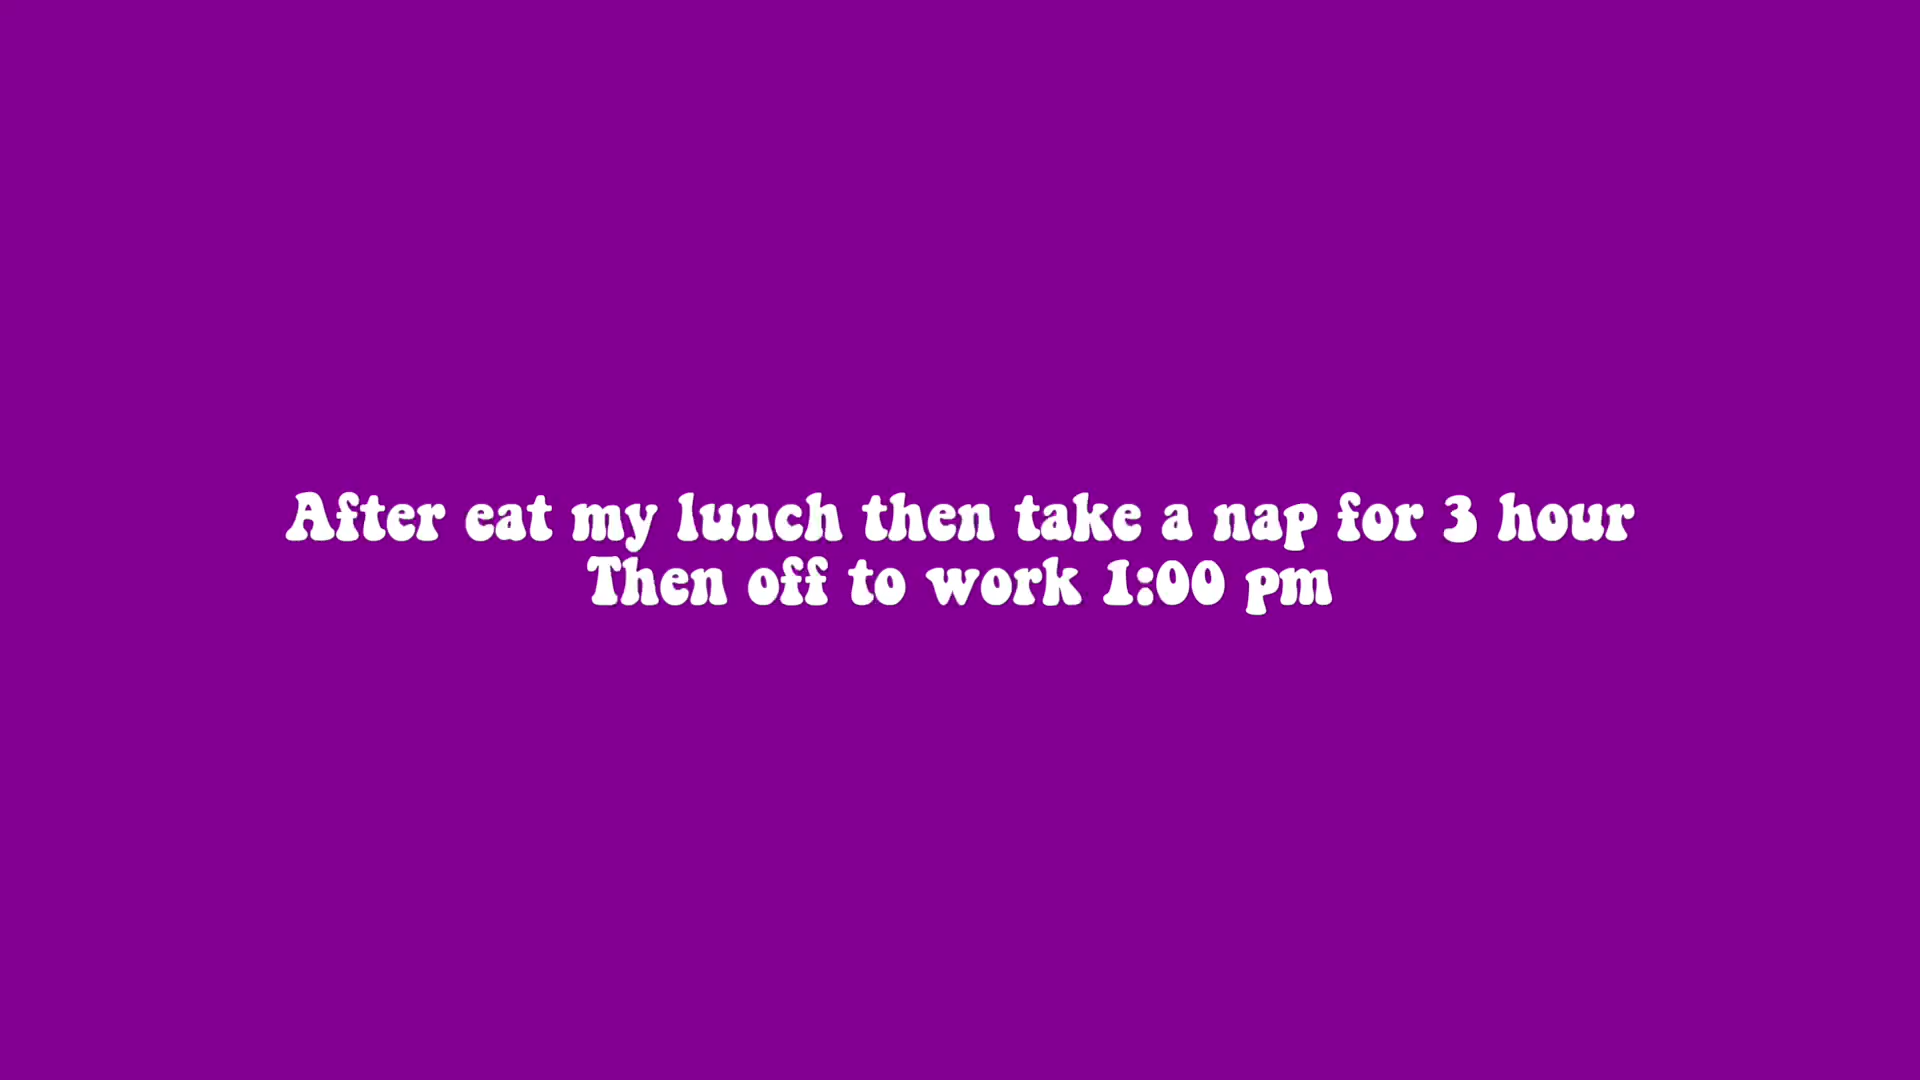 After eat my lunch then take a nap for 3 hour
Then off to work 1:00 pm